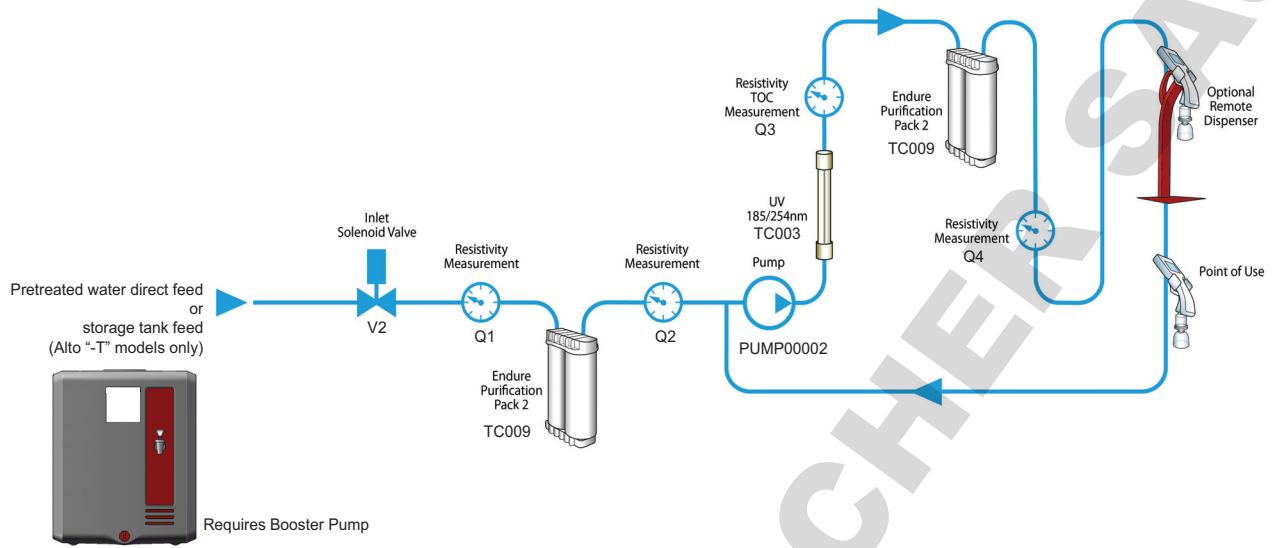 Pretreated water direct feed
or
storage tank feed
(Alto “-T” models only)
Requires Booster Pump
Inlet
Solenoid Valve
V2
Resistivity
Measurement
Q1
Endure
Purification
Pack 2
TC009
Resistivity
Measurement
Q2
Pump
PUMP00002
UV
185/254nm
TC003
Resistivity
TOC
Measurement
Q3
Endure
Purification
Pack 2
TC009
Resistivity
Measurement
Q4
Optional
Remote
Dispenser
Point of Use
CHER SA